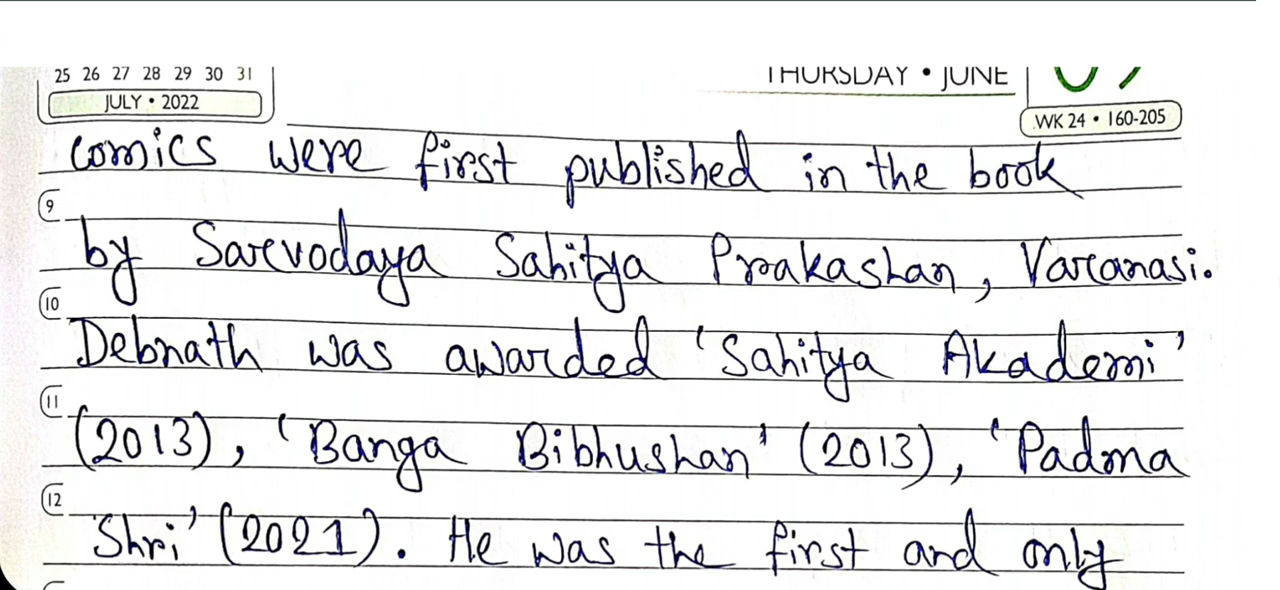 25 26 27 28 29 30 31
JULY • 2022
THURSDAY • JUNE
WK 24 • 160-205
comics were first published in the book
9
by Sarvodaya Sahitya Prakashan, Varanasi.
10
Debnath was awarded 'Sahitya Akademi'
11
(2013), 'Banga Bibhushan' (2013), 'Padma
12
Shri' (2021). He was the first and only